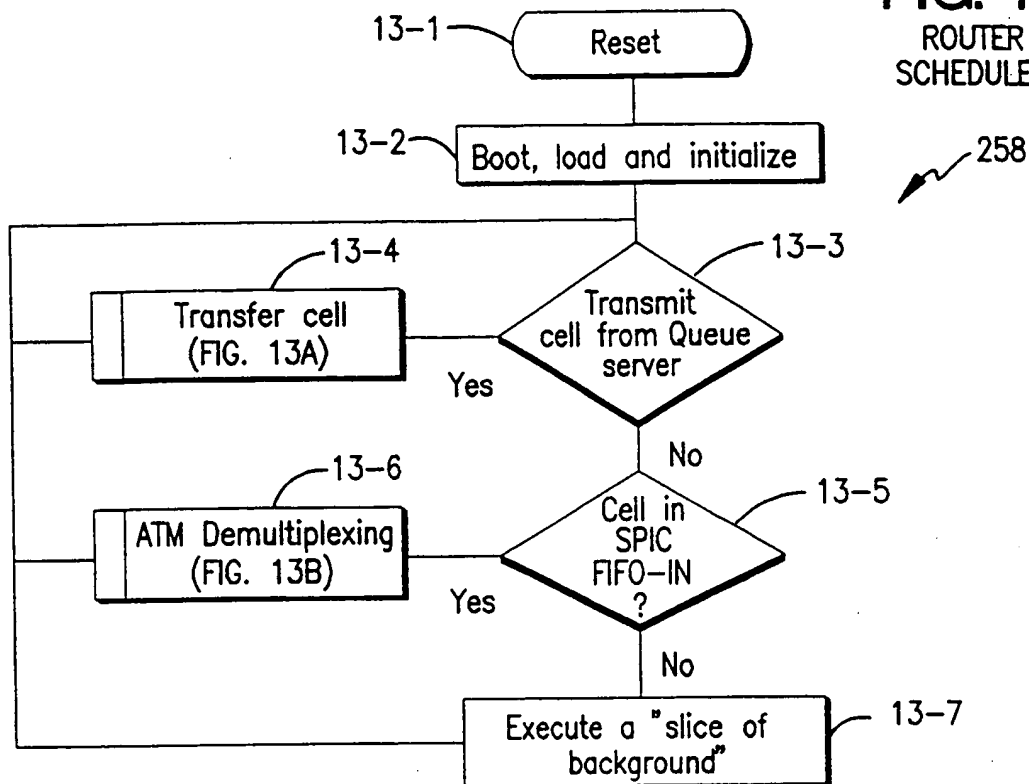 13-1
Reset
ROUTER
13-2
Boot, load and initialize
258
13-4
13-3
Transfer cell
(FIG. 13A)
Transmit
cell from Queue
server
Yes
No
13-6
13-5
ATM Demultiplexing
(FIG. 13B)
Cell in
SPIC
FIFO-IN
?
Yes
No
13-7
Execute a "slice of
background"